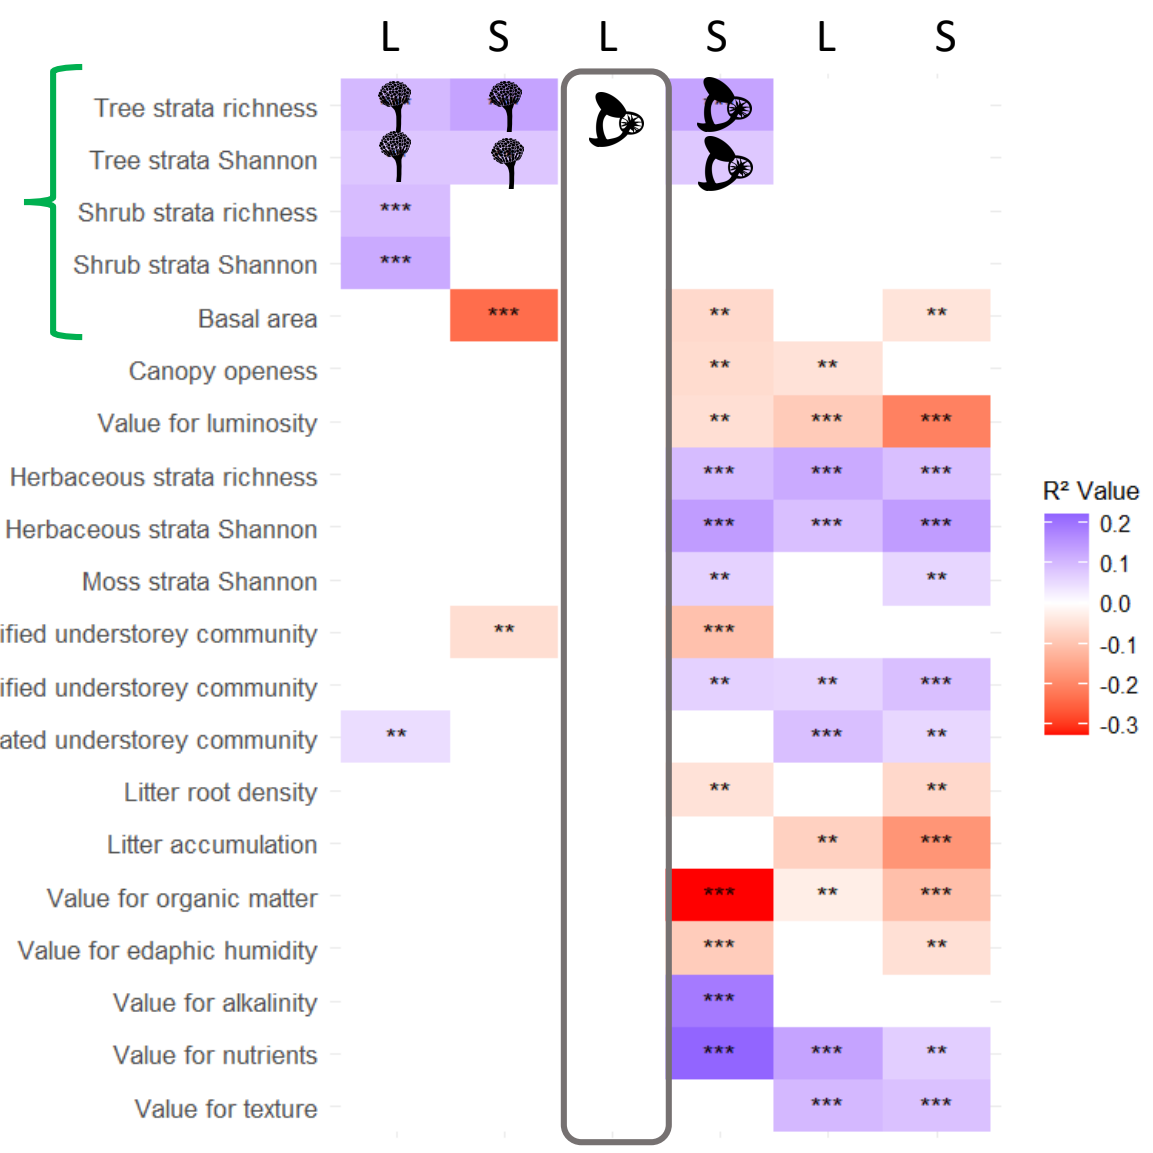 L S L S L S
Tree strata richness
Tree strata Shannon
Shrub strata richness ***
Shrub strata Shannon ***
Basal area *** ** **
Canopy openess ** **
Value for luminosity ** *** ***
Herbaceous strata richness *** *** ***
Herbaceous strata Shannon *** *** ***
Moss strata Shannon ** **
ified understorey community ** ***
ified understorey community ** ** ***
ated understorey community ** *** **
Litter root density ** **
Litter accumulation ** ***
Value for organic matter *** ** ***
Value for edaphic humidity *** **
Value for alkalinity ***
Value for nutrients *** *** **
Value for texture *** ***
R² Value
0.2
0.1
0.0
-0.1
-0.2
-0.3